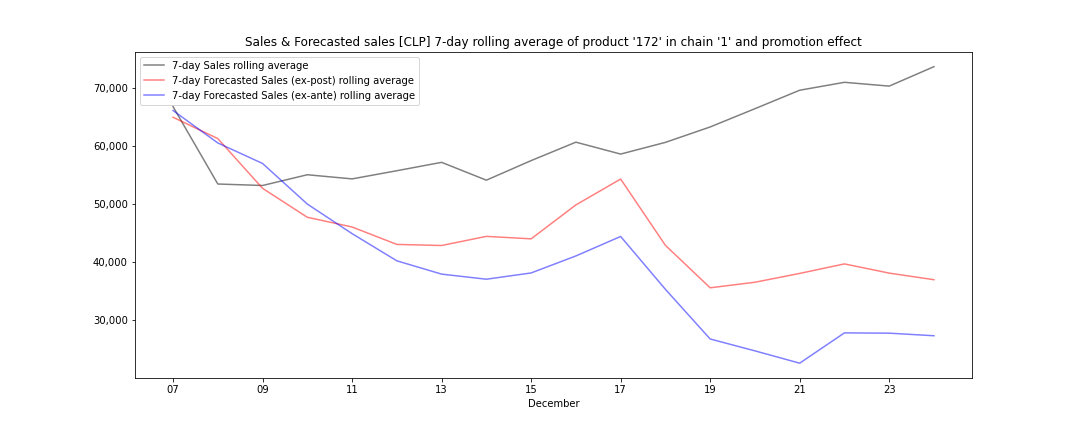 Sales & Forecasted sales [CLP] 7-day rolling average of product '172' in chain '1' and promotion effect
7-day Sales rolling average
7-day Forecasted Sales (ex-post) rolling average
7-day Forecasted Sales (ex-ante) rolling average
70,000
60,000
50,000
40,000
30,000
07 09 11 13 15 17 19 21 23
December